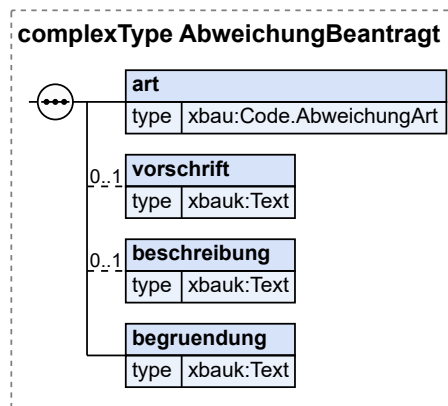 complexType AbweichungBeantragt
art
type xbau:Code.AbweichungArt
0..1
vorschrift
type xbauk:Text
0..1
beschreibung
type xbauk:Text
begruendung
type xbauk:Text